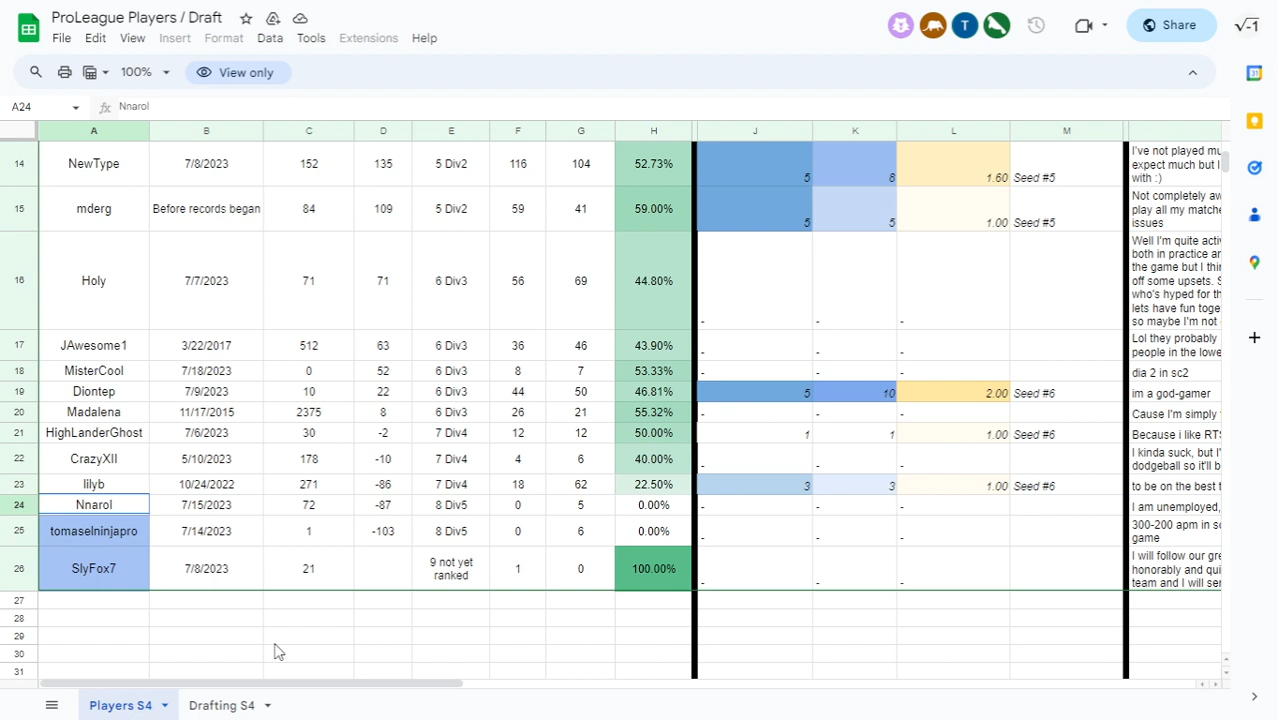 ProLeague Players / Draft
File Edit View Insert Format Data Tools Extensions Help
T
Share
√-1
100%
View only
31
A24
fx
Nnarol
A B C D E F G H J K L M
14 NewType 7/8/2023 152 135 5 Div2 116 104 52.73% 5 8 1.60 Seed #5
I've not played mu
expect much but I
with :)
15 mderg Before records began 84 109 5 Div2 59 41 59.00% 5 5 1.00 Seed #5
Not completely aw
play all my matche
issues
16 Holy 7/7/2023 71 71 6 Div3 56 69 44.80% - - -
Well I'm quite activ
both in practice an
the game but I thin
off some upsets. S
who's hyped for th
lets have fun toge
so maybe I'm not
17 JAwesome1 3/22/2017 512 63 6 Div3 36 46 43.90% - - -
Lol they probably
people in the lowe
18 MisterCool 7/18/2023 0 52 6 Div3 8 7 53.33% - - - dia 2 in sc2
19 Diontep 7/9/2023 10 22 6 Div3 44 50 46.81% 5 10 2.00 Seed #6 im a god-gamer
20 Madalena 11/17/2015 2375 8 6 Div3 26 21 55.32% - - - Cause I'm simply
21 HighLanderGhost 7/6/2023 30 -2 7 Div4 12 12 50.00% 1 1 1.00 Seed #6 Because i like RTS
22 CrazyXII 5/10/2023 178 -10 7 Div4 4 6 40.00% - - -
I kinda suck, but I'
dodgeball so it'll b
23 lilyb 10/24/2022 271 -86 7 Div4 18 62 22.50% 3 3 1.00 Seed #6 to be on the best t
24 Nnarol 7/15/2023 72 -87 8 Div5 0 5 0.00% - - - I am unemployed,
25 tomaselninjapro 7/14/2023 1 -103 8 Div5 0 6 0.00% - - -
300-200 apm in sc
game
26 SlyFox7 7/8/2023 21 9 not yet
ranked
1 0 100.00% - - -
I will follow our gre
honorably and qui
team and I will ser
27
28
29
30
31
Players S4
Drafting S4